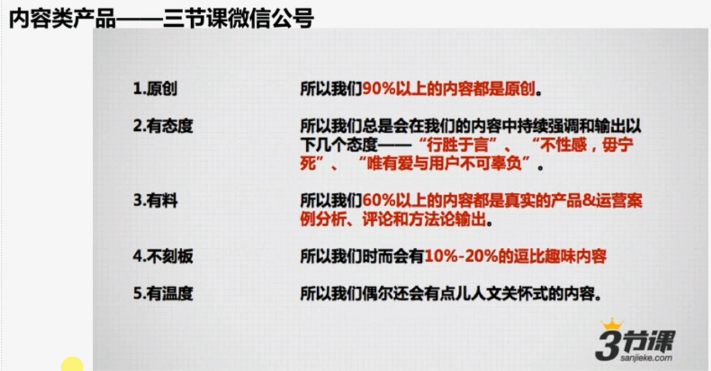 内容类产品——三节课微信公号
1.原创 所以我们90%以上的内容都是原创。
2.有态度 所以我们总是会在我们的内容中持续强调和输出以
下几个态度——“行胜于言”、“不性感，毋宁
死”、“唯有爱与用户不可辜负”。
3.有料 所以我们60%以上的内容都是真实的产品&运营案
例分析、评论和方法论输出。
4.不刻板 所以我们时而会有10%-20%的逗比趣味内容
5.有温度 所以我们偶尔还会有点儿人文关怀式的内容。
3节课
sanjieke.com